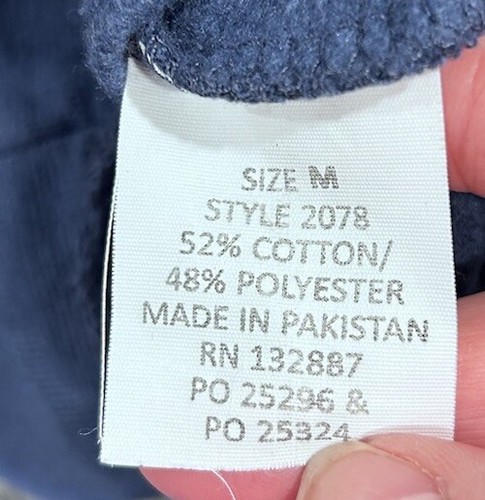 SIZE M
STYLE 2078
52% COTTON/
48% POLYESTER
MADE IN PAKISTAN
RN 132887
PO 25296 &
PO 25324